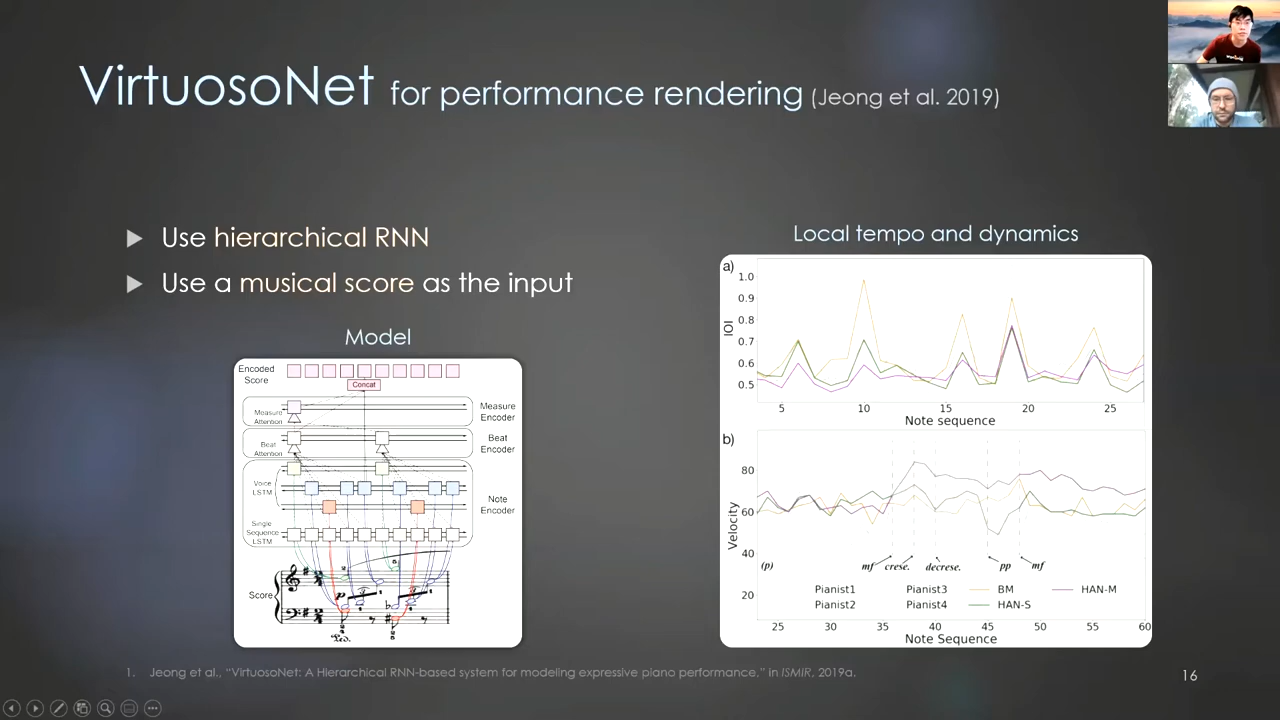 VirtuosoNet for performance rendering (Jeong et al. 2019)
Use hierarchical RNN
Use a musical score as the input
Model
Encoded Score
Concat
Measure Attention
Measure Encoder
Beat Attention
Beat Encoder
Voice LSTM
Note Encoder
Single Sequence LSTM
Score
Local tempo and dynamics
a)
IOI
1.0
0.9
0.8
0.7
0.6
0.5
5 10 15 20 25
Note sequence
b)
Velocity
80
60
40
20
(p) mf cresc. decresc. pp mf
Pianist1 Pianist3 BM HAN-M
Pianist2 Pianist4 HAN-S
25 30 35 40 45 50 55 60
Note Sequence
1. Jeong et al., “VirtuosoNet: A Hierarchical RNN-based system for modeling expressive piano performance,” in ISMIR, 2019a.
16